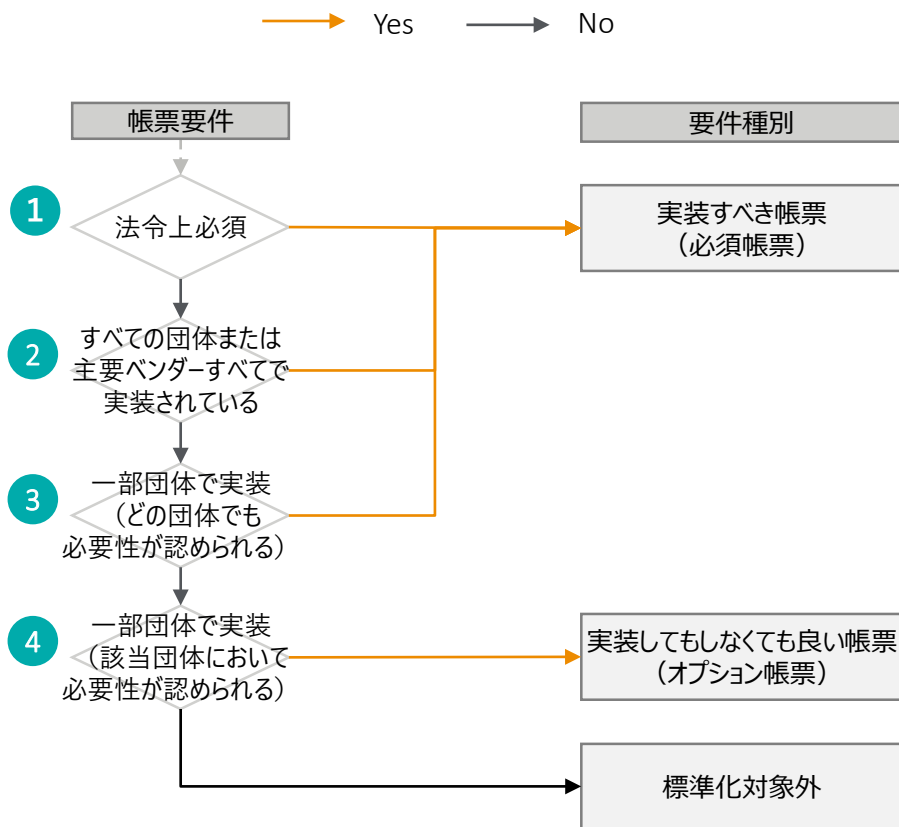 Yes
No
帳票要件
要件種別
1
法令上必須
実装すべき帳票
（必須帳票）
2
すべての団体または
主要ベンダーすべてで
実装されている
3
一部団体で実装
（どの団体でも
必要性が認められる）
4
一部団体で実装
（該当団体において
必要性が認められる）
実装してもしなくても良い帳票
（オプション帳票）
標準化対象外